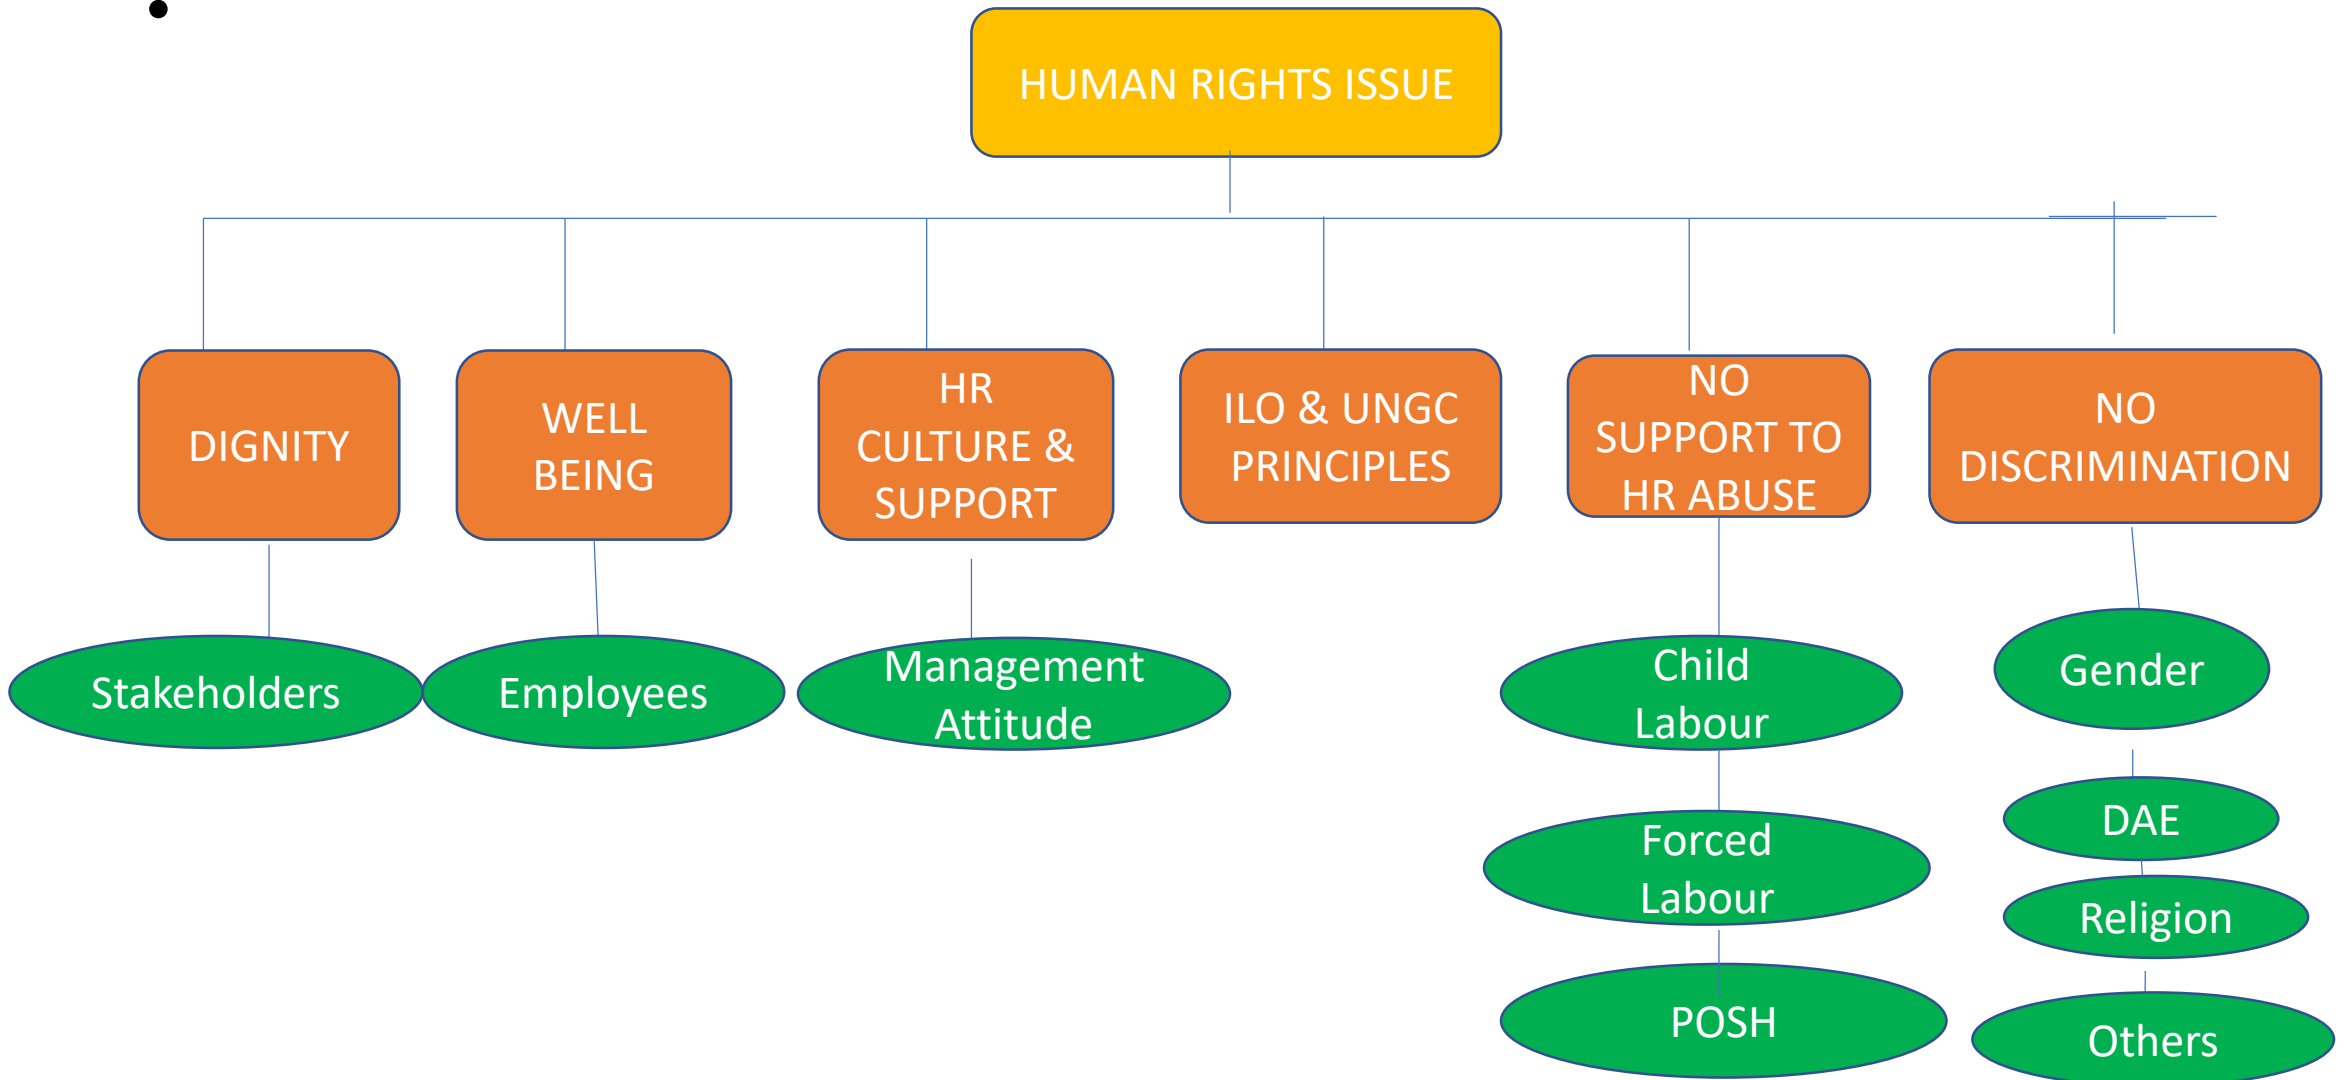 HUMAN RIGHTS ISSUE
DIGNITY
WELL
BEING
HR
CULTURE &
SUPPORT
ILO & UNGC
PRINCIPLES
NO
SUPPORT TO
HR ABUSE
NO
DISCRIMINATION
Stakeholders
Employees
Management
Attitude
Child
Labour
Forced
Labour
POSH
Gender
DAE
Religion
Others